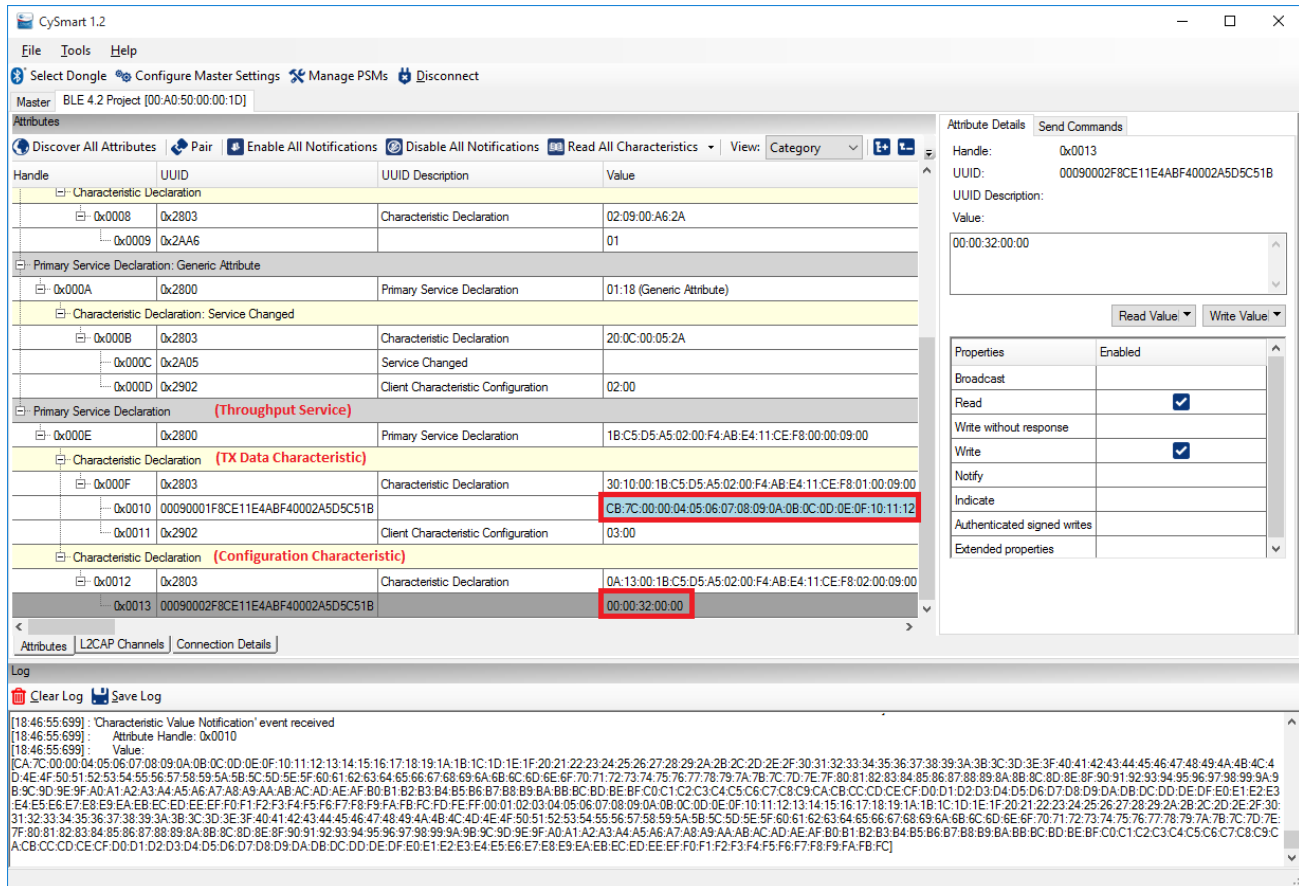 CySmart 1.2
File Tools Help
Select Dongle Configure Master Settings Manage PSMs Disconnect
Master BLE 4.2 Project [00:A0:50:00:00:1D]
Attributes
Discover All Attributes Pair Enable All Notifications Disable All Notifications Read All Characteristics View: Category
Handle UUID UUID Description Value
Characteristic Declaration
0x0008 0x2803 Characteristic Declaration 02:09:00:A6:2A
0x0009 0x2AA6 01
Primary Service Declaration: Generic Attribute
0x000A 0x2800 Primary Service Declaration 01:18 (Generic Attribute)
Characteristic Declaration: Service Changed
0x000B 0x2803 Characteristic Declaration 20:0C:00:05:2A
0x000C 0x2A05 Service Changed
0x000D 0x2902 Client Characteristic Configuration 02:00
Primary Service Declaration (Throughput Service)
0x000E 0x2800 Primary Service Declaration 1B:C5:D5:A5:02:00:F4:AB:E4:11:CE:F8:00:00:09:00
Characteristic Declaration (TX Data Characteristic)
0x000F 0x2803 Characteristic Declaration 30:10:00:1B:C5:D5:A5:02:00:F4:AB:E4:11:CE:F8:01:00:09:00
0x0010 00090001F8CE11E4ABF40002A5D5C51B CB:7C:00:00:04:05:06:07:08:09:0A:0B:0C:0D:0E:0F:10:11:12
0x0011 0x2902 Client Characteristic Configuration 03:00
Characteristic Declaration (Configuration Characteristic)
0x0012 0x2803 Characteristic Declaration 0A:13:00:1B:C5:D5:A5:02:00:F4:AB:E4:11:CE:F8:02:00:09:00
0x0013 00090002F8CE11E4ABF40002A5D5C51B 00:00:32:00:00
Attributes L2CAP Channels Connection Details
Attribute Details Send Commands
Handle: 0x0013
UUID: 00090002F8CE11E4ABF40002A5D5C51B
UUID Description:
Value:
00:00:32:00:00
Read Value Write Value
Properties Enabled
Broadcast
Read
Write without response
Write
Notify
Indicate
Authenticated signed writes
Extended properties
Log
Clear Log Save Log
[18:46:55:699] : 'Characteristic Value Notification' event received
[18:46:55:699] : Attribute Handle: 0x0010
[18:46:55:699] : Value: